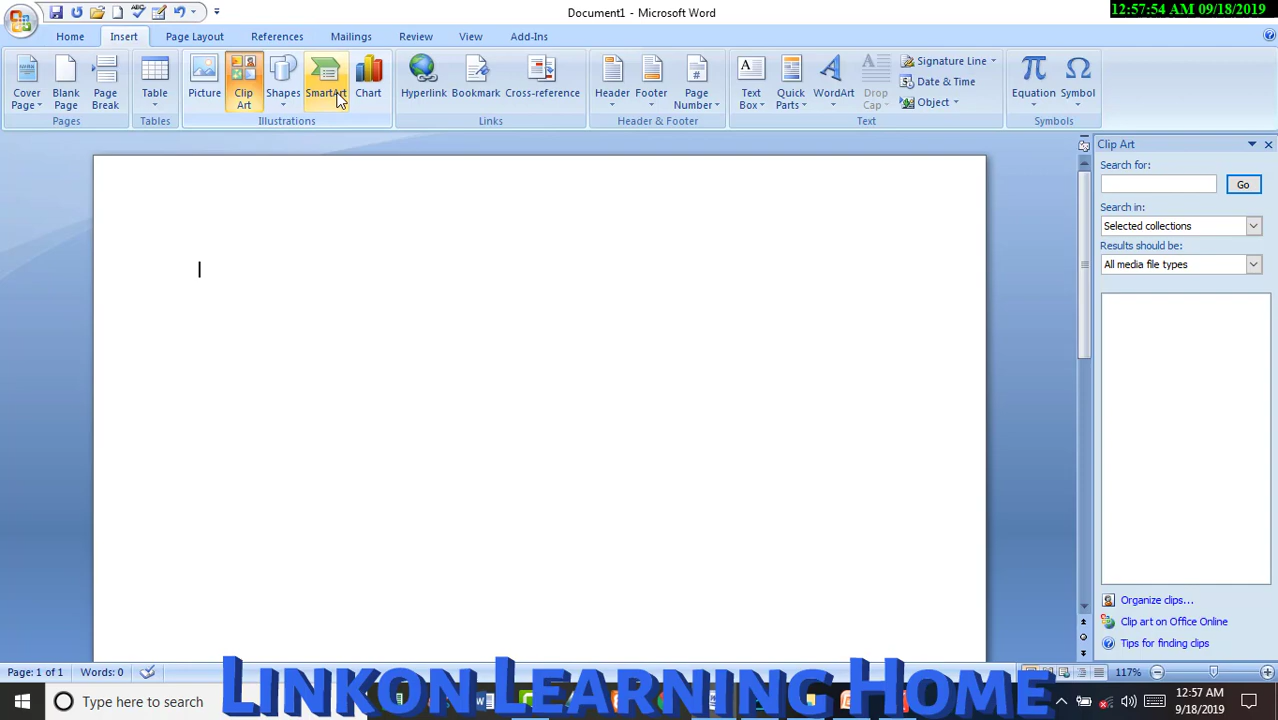 Document1 - Microsoft Word
12:57:54 AM 09/18/2019
Home Insert Page Layout References Mailings Review View Add-Ins
Cover Page
Blank Page
Page Break
Table
Picture
Clip Art
Shapes
SmartArt
Chart
Hyperlink
Bookmark
Cross-reference
Header
Footer
Page Number
Text Box
Quick Parts
WordArt
Drop Cap
Signature Line
Date & Time
Object
Equation
Symbol
Pages Tables Illustrations Links Header & Footer Text Symbols
Clip Art
Search for:
Go
Search in:
Selected collections
Results should be:
All media file types
Organize clips...
Clip art on Office Online
Tips for finding clips
Page: 1 of 1 Words: 0
117%
Type here to search
LINKON LEARNING HOME
12:57 AM
9/18/2019